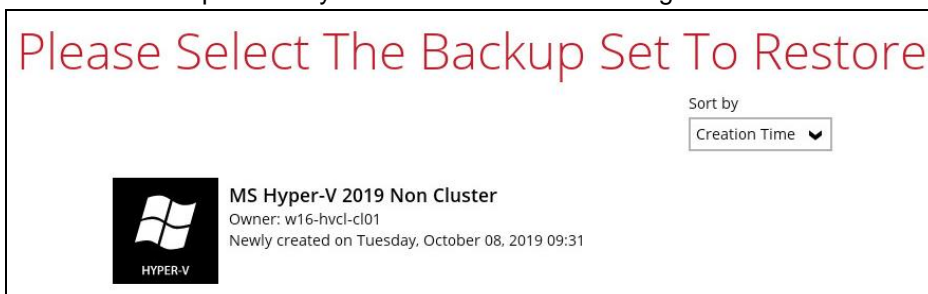 Please Select The Backup Set To Restore
Sort by
Creation Time
MS Hyper-V 2019 Non Cluster
Owner: w16-hvcl-cl01
Newly created on Tuesday, October 08, 2019 09:31
HYPER-V